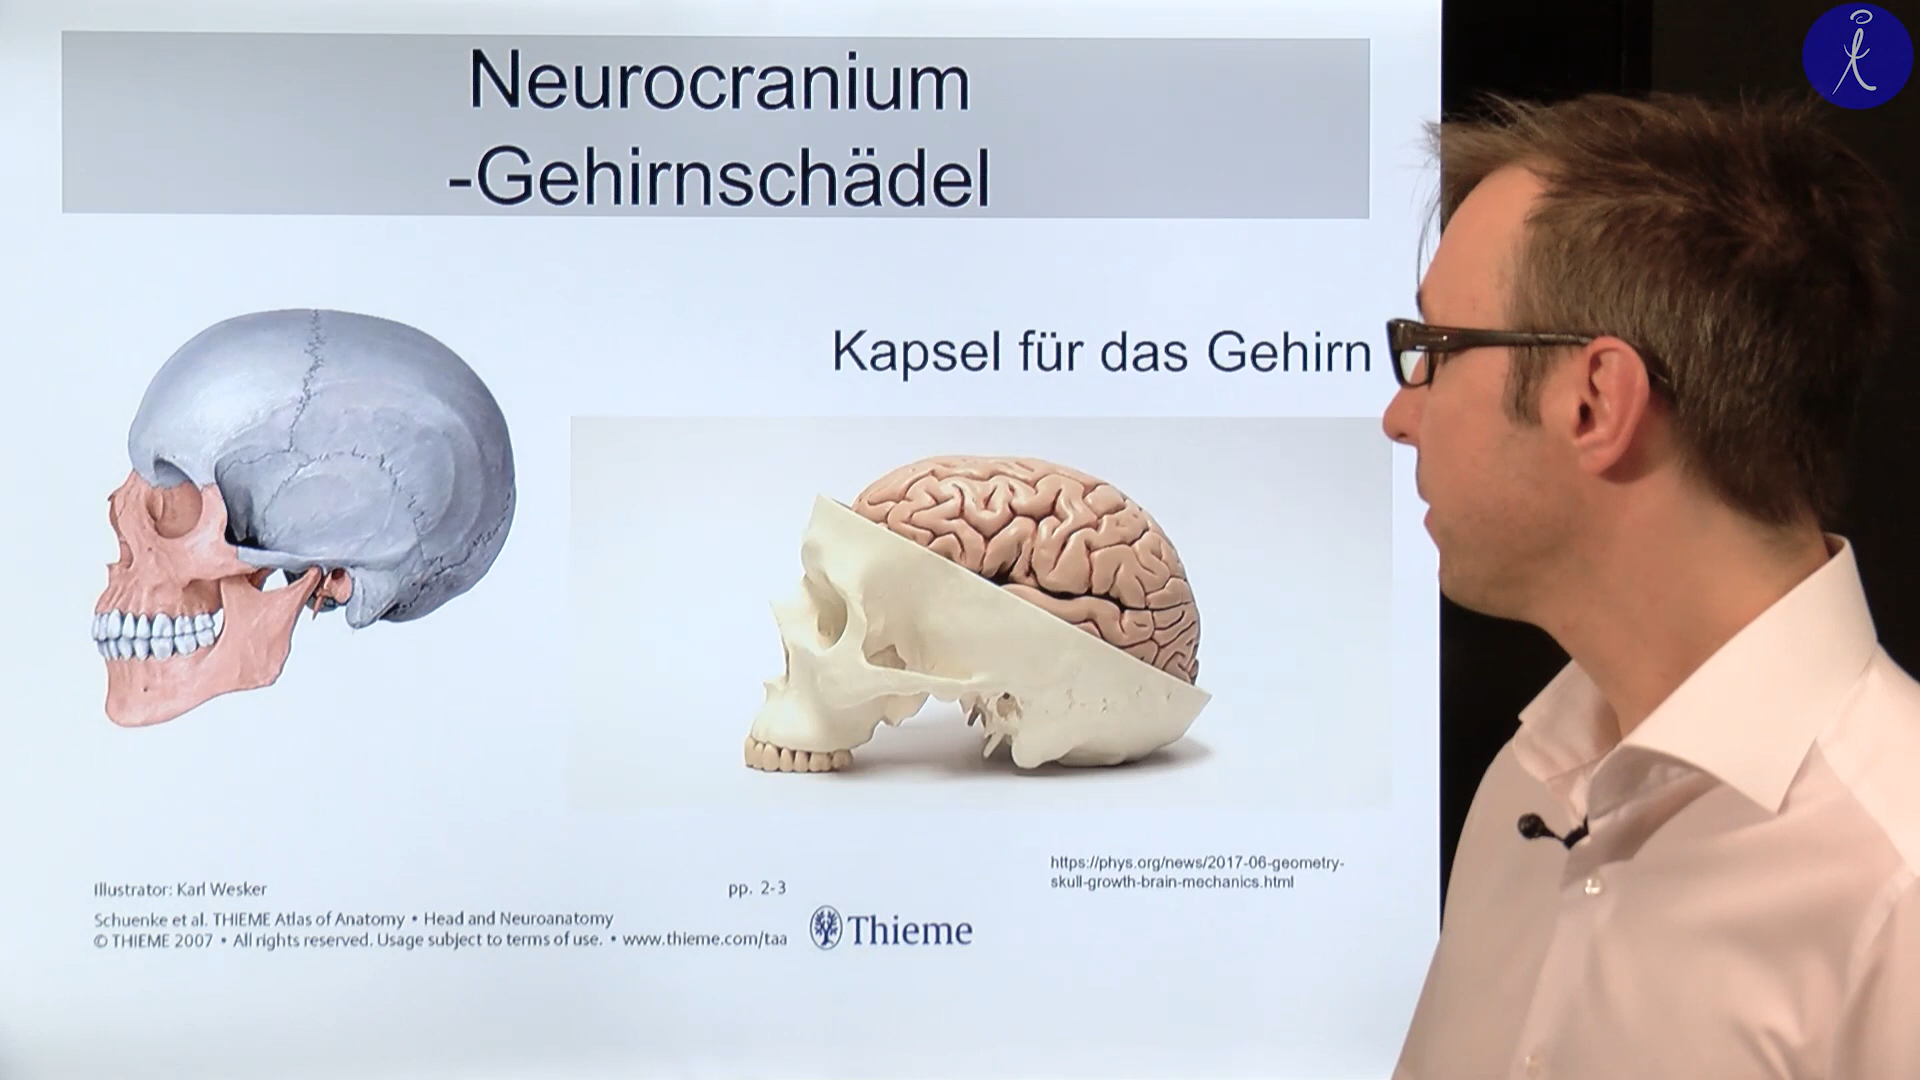 Neurocranium
-Gehirnschädel
Kapsel für das Gehirn
https://phys.org/news/2017-06-geometry-
skull-growth-brain-mechanics.html
Illustrator: Karl Wesker
pp. 2-3
Schuenke et al. THIEME Atlas of Anatomy • Head and Neuroanatomy
© THIEME 2007 • All rights reserved. Usage subject to terms of use. • www.thieme.com/taa
Thieme